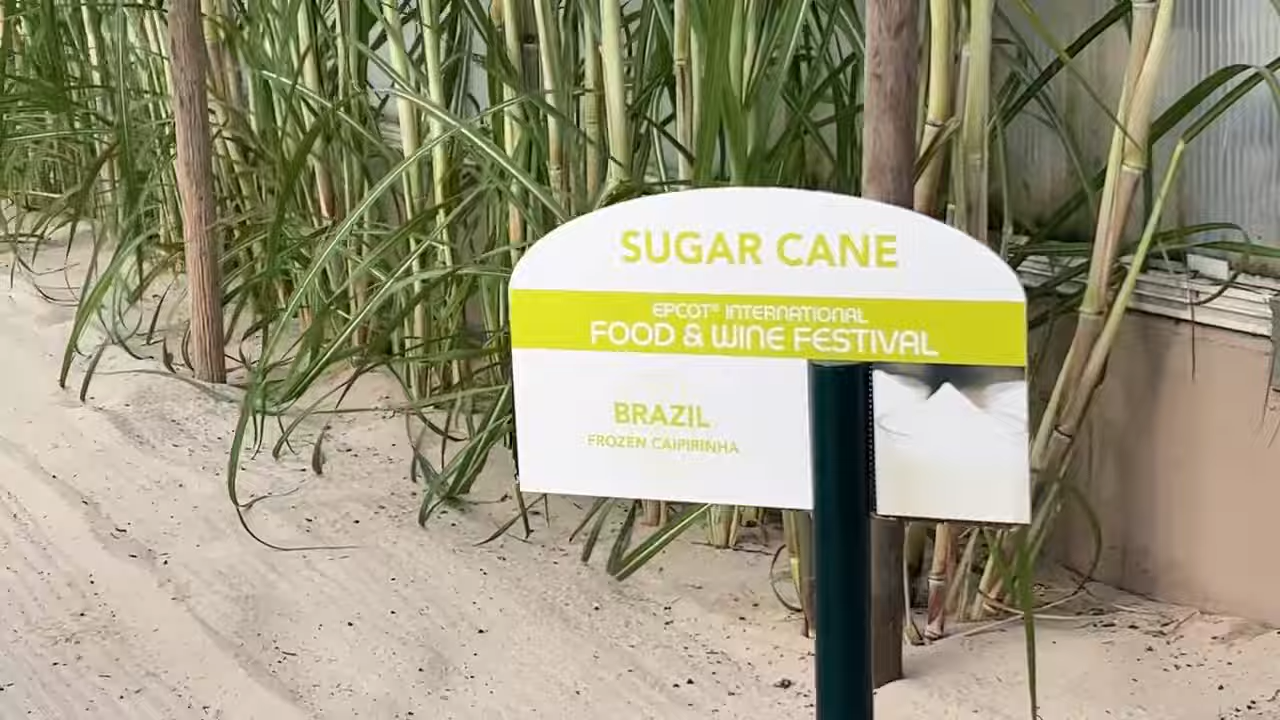 SUGAR CANE
EPCOT® INTERNATIONAL
FOOD & WINE FESTIVAL
BRAZIL
FROZEN CAIPIRINHA